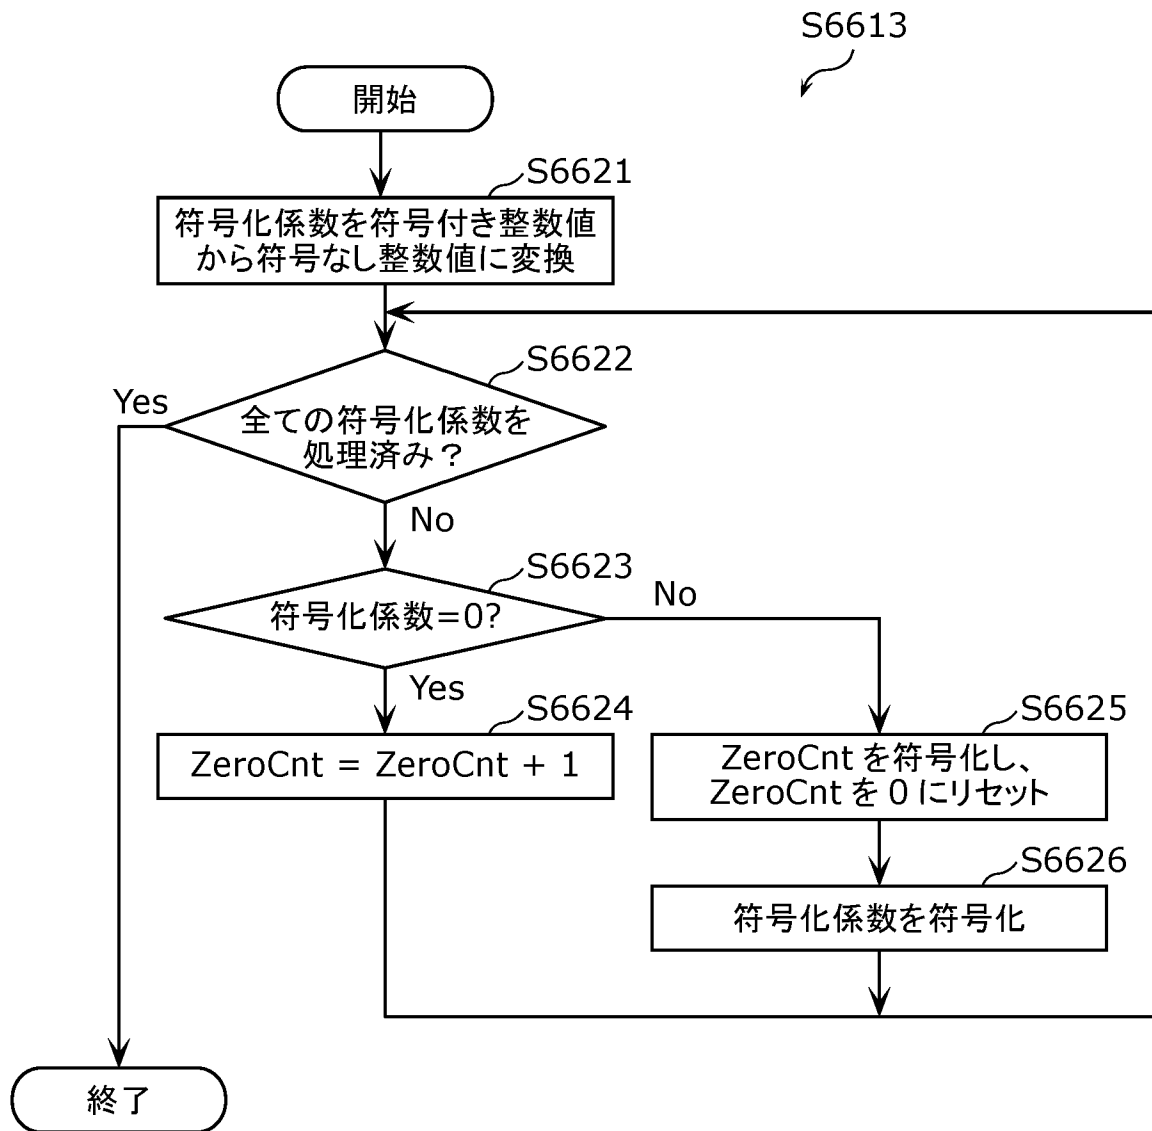 S6613
開始
S6621
符号化係数を符号付き整数値
から符号なし整数値に変換
S6622
Yes
全ての符号化係数を
処理済み？
No
S6623
符号化係数=0?
No
Yes
S6624
ZeroCnt = ZeroCnt + 1
S6625
ZeroCnt を符号化し、
ZeroCnt を 0 にリセット
S6626
符号化係数を符号化
終了